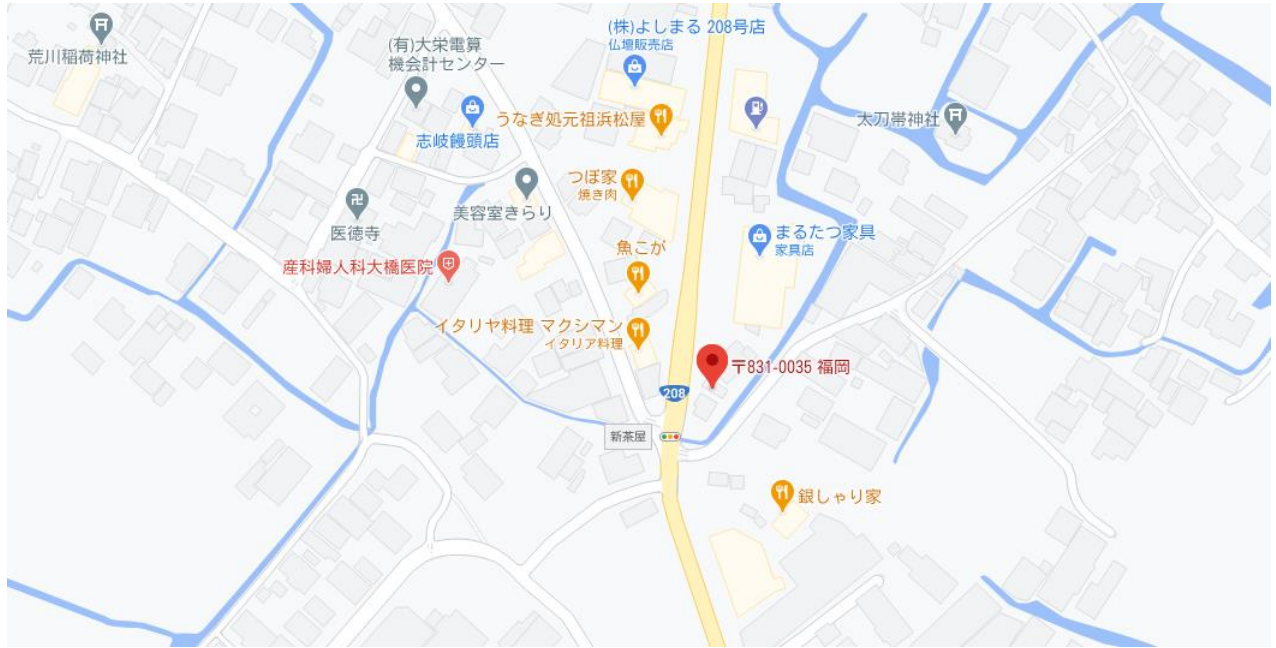 荒川稲荷神社
(有)大栄電算
機会計センター
(株)よしまる 208号店
仏壇販売店
志岐饅頭店
うなぎ処元祖浜松屋
太刀帯神社
つぼ家
焼き肉
美容室きらり
医徳寺
まるたつ家具
家具店
魚こが
産科婦人科大橋医院
イタリヤ料理 マクシマン
イタリア料理
〒831-0035 福岡
208
新茶屋
銀しゃり家